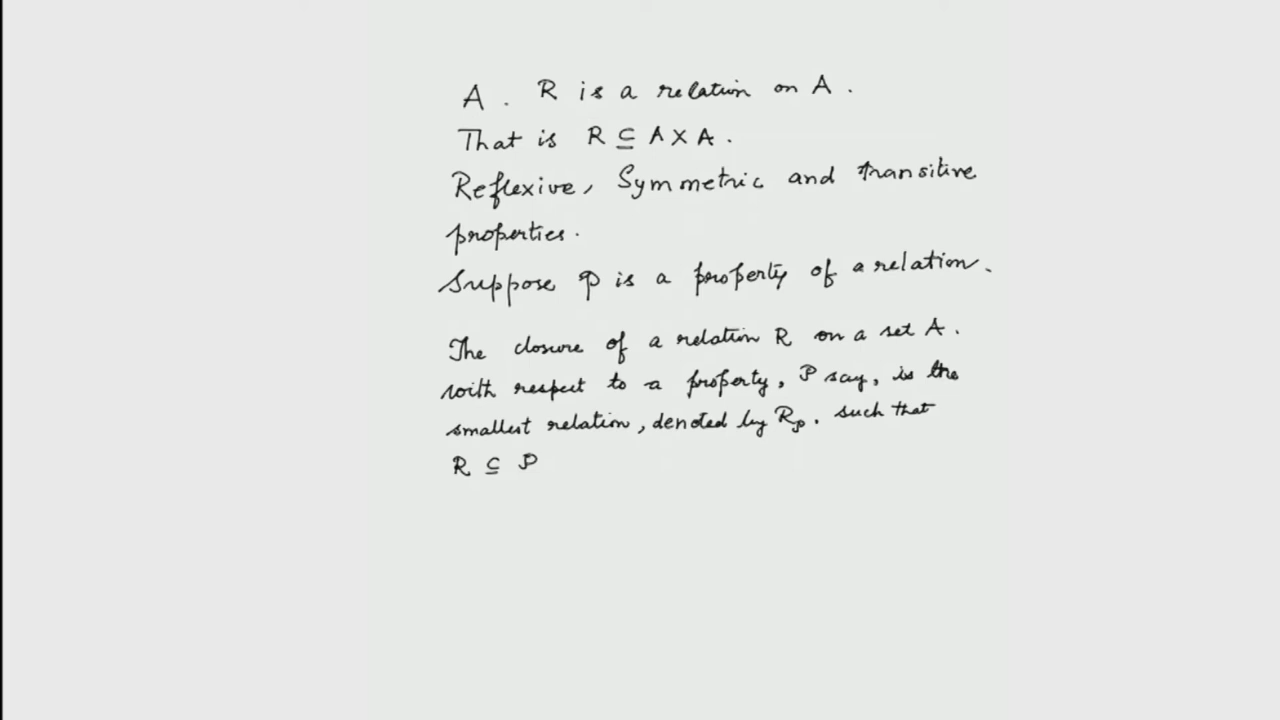 A. R is a relation on A.
That is R ⊆ A × A.
Reflexive, Symmetric and transitive
properties.
Suppose P is a property of a relation.
The closure of a relation R on a set A.
with respect to a property, P say, is the
smallest relation, denoted by Rₚ. such that
R ⊆ P